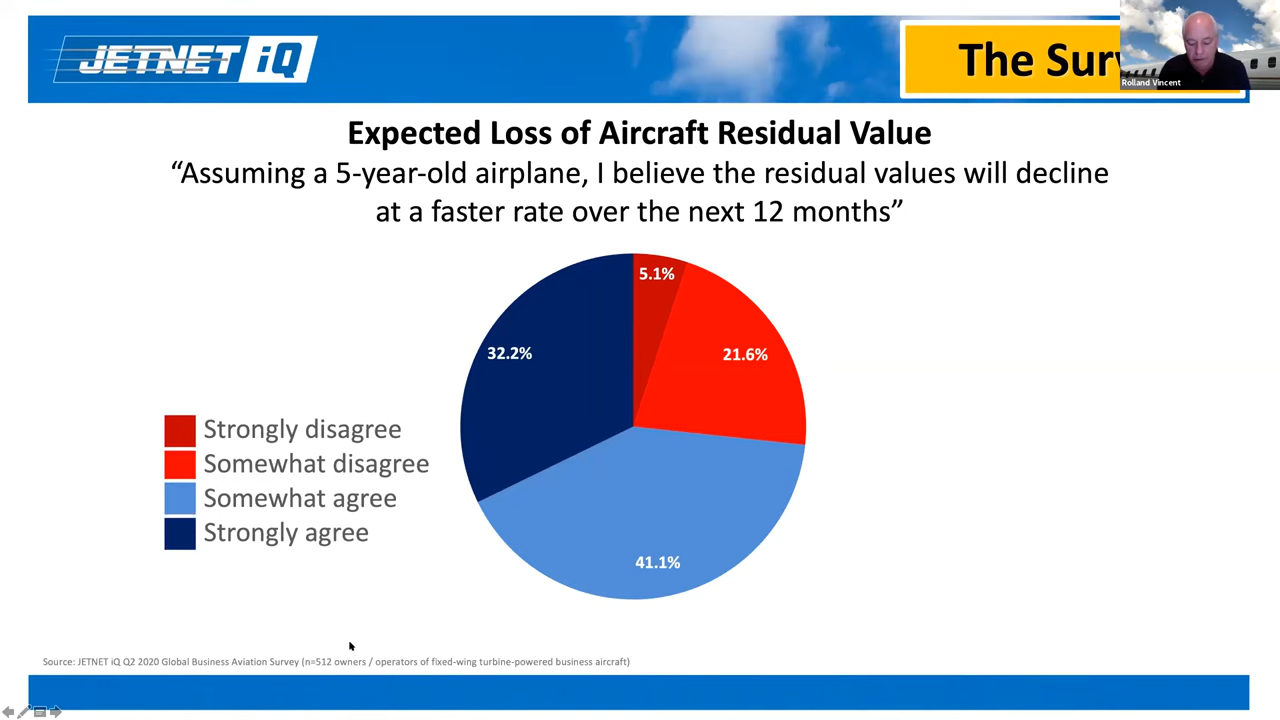 JETNET iQ
The Sur
Rolland Vincent
Expected Loss of Aircraft Residual Value
“Assuming a 5-year-old airplane, I believe the residual values will decline
at a faster rate over the next 12 months”
5.1%
32.2%
21.6%
Strongly disagree
Somewhat disagree
Somewhat agree
Strongly agree
41.1%
Source: JETNET iQ Q2 2020 Global Business Aviation Survey (n=512 owners / operators of fixed-wing turbine-powered business aircraft)